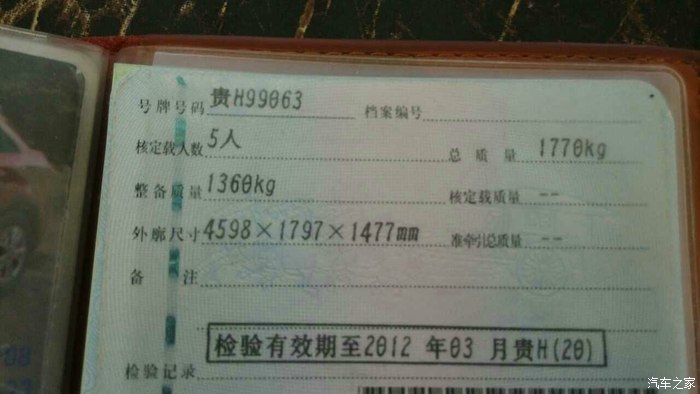 号牌号码 贵H99063 档案编号
核定载人数 5人 总质量 1770kg
整备质量 1360kg 核定载质量 --
外廓尺寸 4598×1797×1477mm 准牵引总质量 --
备注
检验有效期至2012 年03 月贵H(20)
检验记录
汽车之家